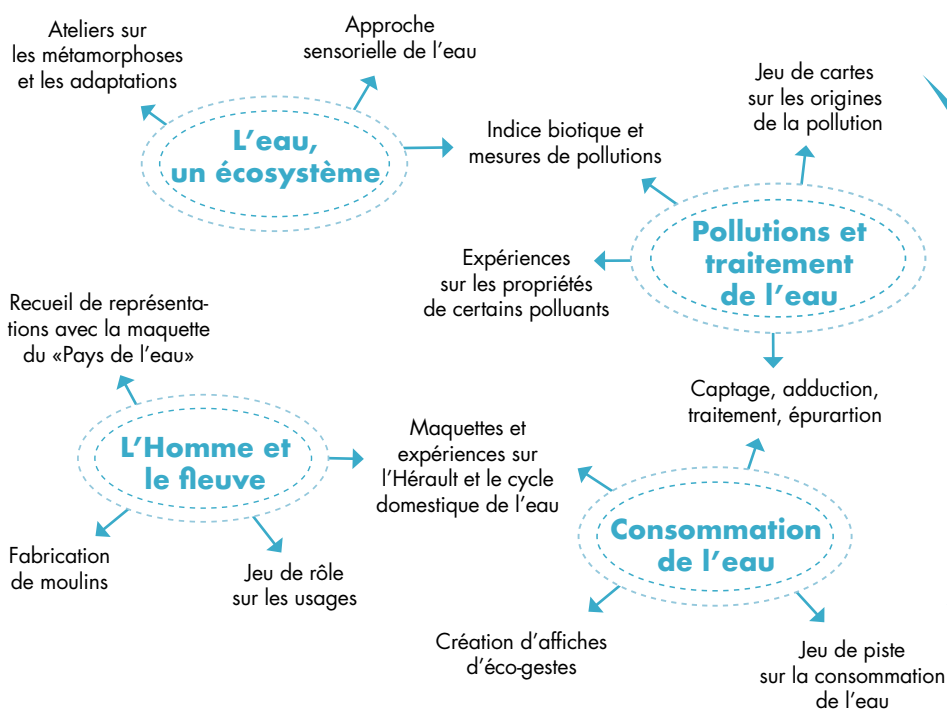 Ateliers sur
les métamorphoses
et les adaptations
Approche
sensorielle de l'eau
Jeu de cartes
sur les origines
de la pollution
L'eau,
un écosystème
Indice biotique et
mesures de pollutions
Pollutions et
traitement
de l'eau
Expériences
sur les propriétés
de certains polluants
Recueil de représenta-
tions avec la maquette
du «Pays de l'eau»
Captage, adduction,
traitement, épurartion
L'Homme et
le fleuve
Maquettes et
expériences sur
l'Hérault et le cycle
domestique de l'eau
Consommation
de l'eau
Fabrication
de moulins
Jeu de rôle
sur les usages
Création d'affiches
d'éco-gestes
Jeu de piste
sur la consommation
de l'eau